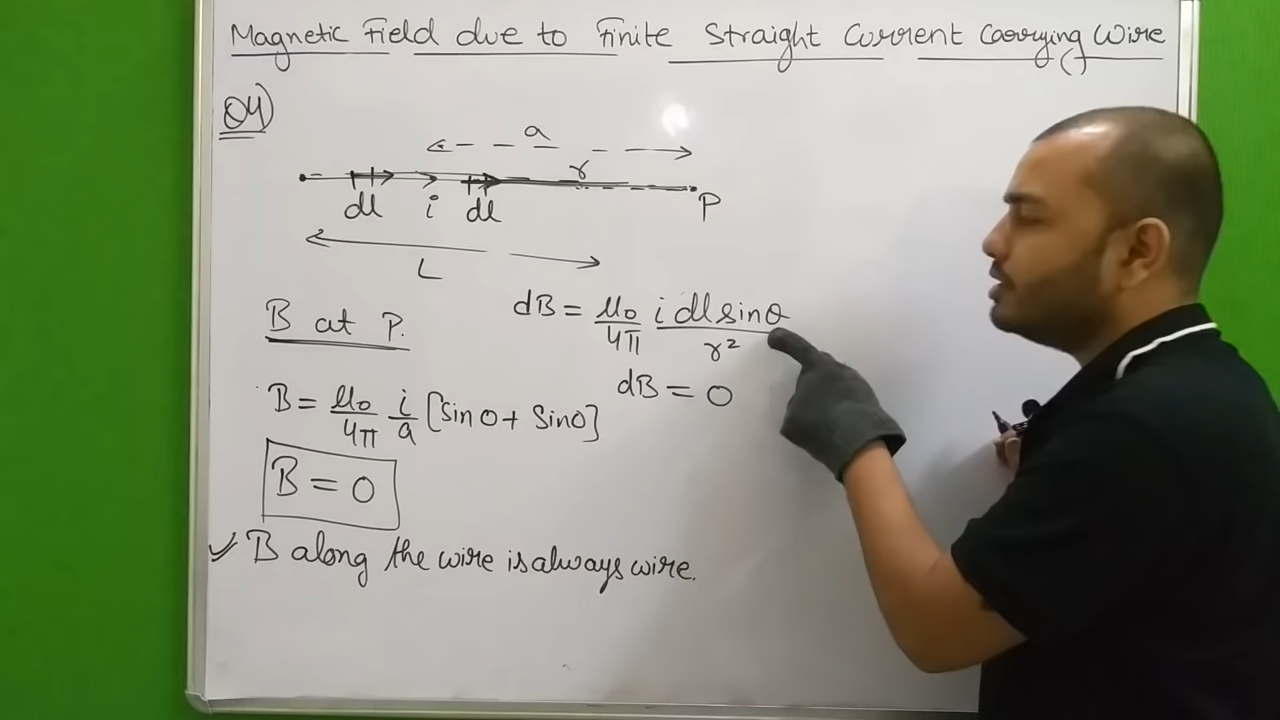 Magnetic Field due to Finite Straight Current Carrying Wire
Q4)
a
r
dl i dl P
L
B at P.
dB = μ0/4π i dl sinθ/r²
dB = 0
B = μ0/4π i/a [sin0 + sin0]
B = 0
✓ B along the wire is always wire.